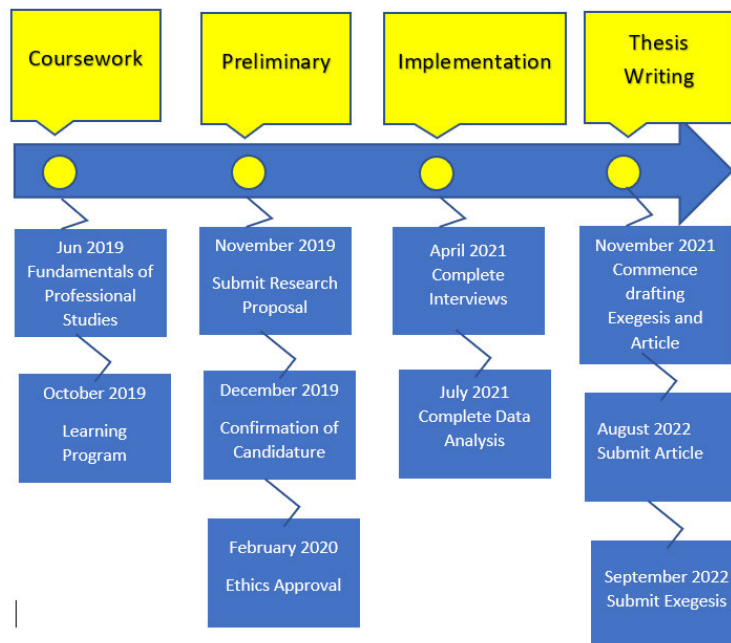 Coursework
Preliminary
Implementation
Thesis
Writing
Jun 2019
Fundamentals of
Professional
Studies
October 2019
Learning
Program
November 2019
Submit Research
Proposal
December 2019
Confirmation of
Candidature
February 2020
Ethics Approval
April 2021
Complete
Interviews
July 2021
Complete Data
Analysis
November 2021
Commence
drafting
Exegesis and
Article
August 2022
Submit Article
September 2022
Submit Exegesis